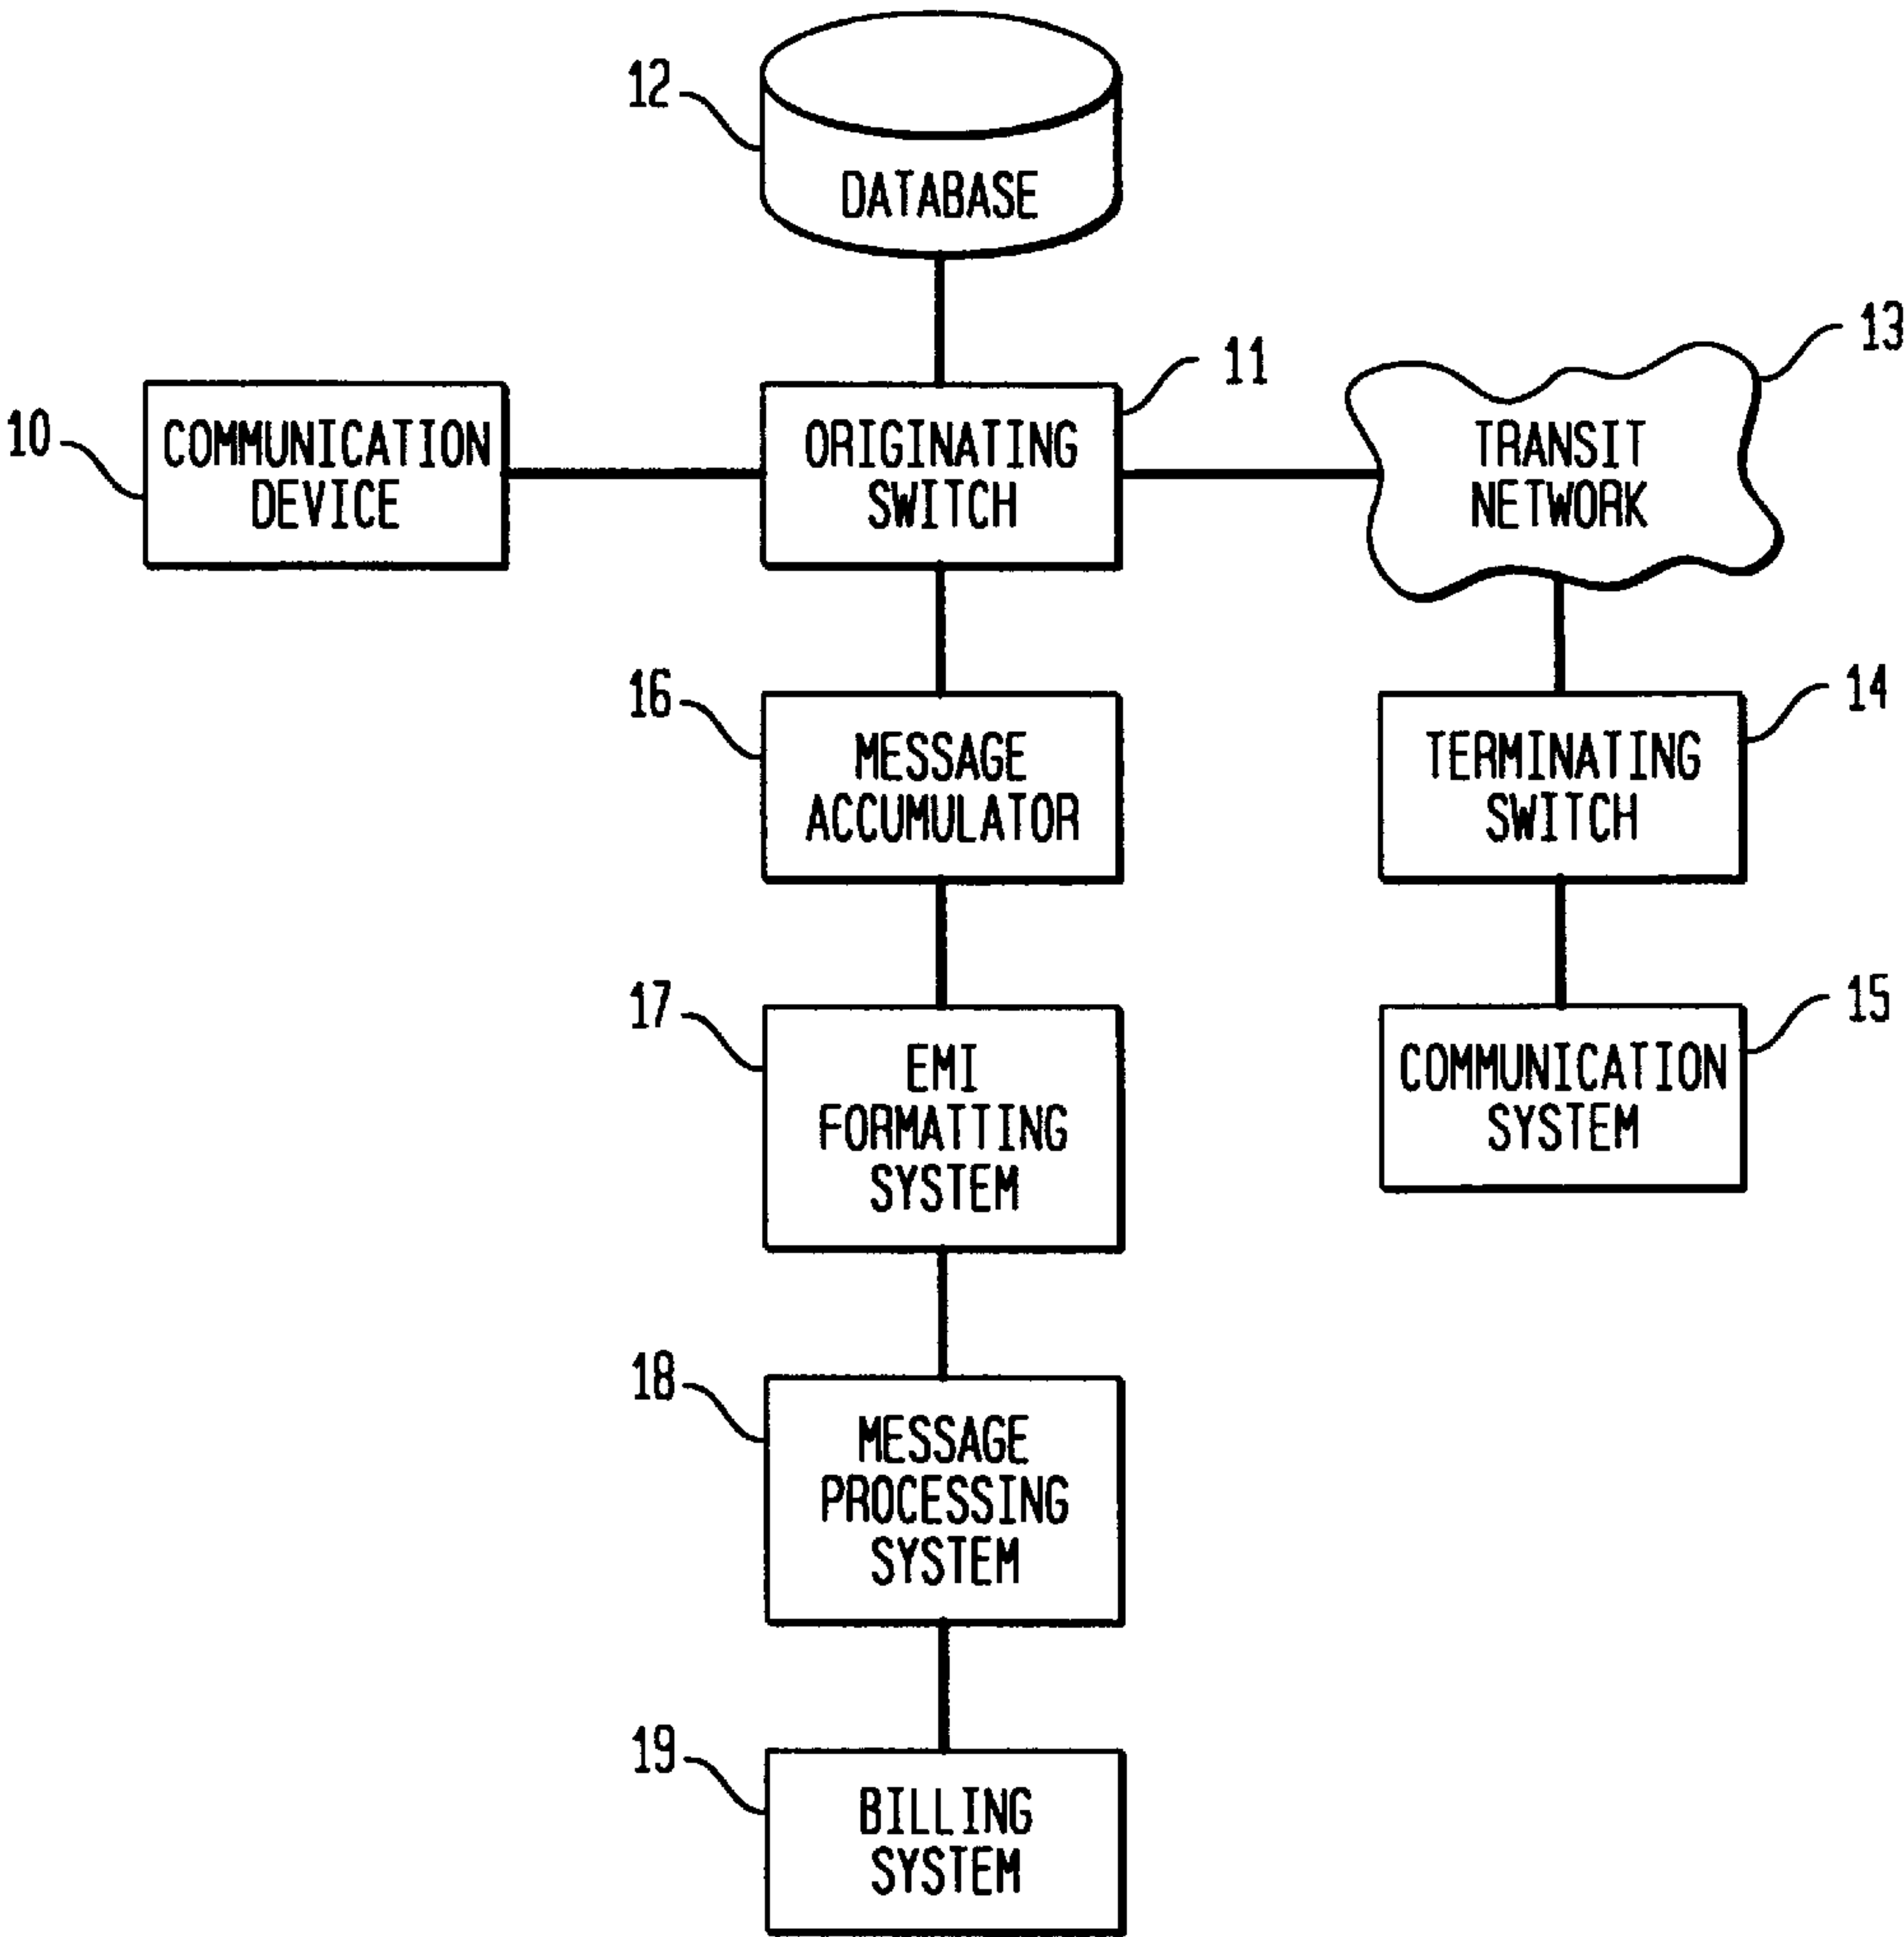 12
DATABASE
13
11
10
COMMUNICATION
DEVICE
ORIGINATING
SWITCH
TRANSIT
NETWORK
16
MESSAGE
ACCUMULATOR
14
TERMINATING
SWITCH
17
EMI
FORMATTING
SYSTEM
15
COMMUNICATION
SYSTEM
18
MESSAGE
PROCESSING
SYSTEM
19
BILLING
SYSTEM